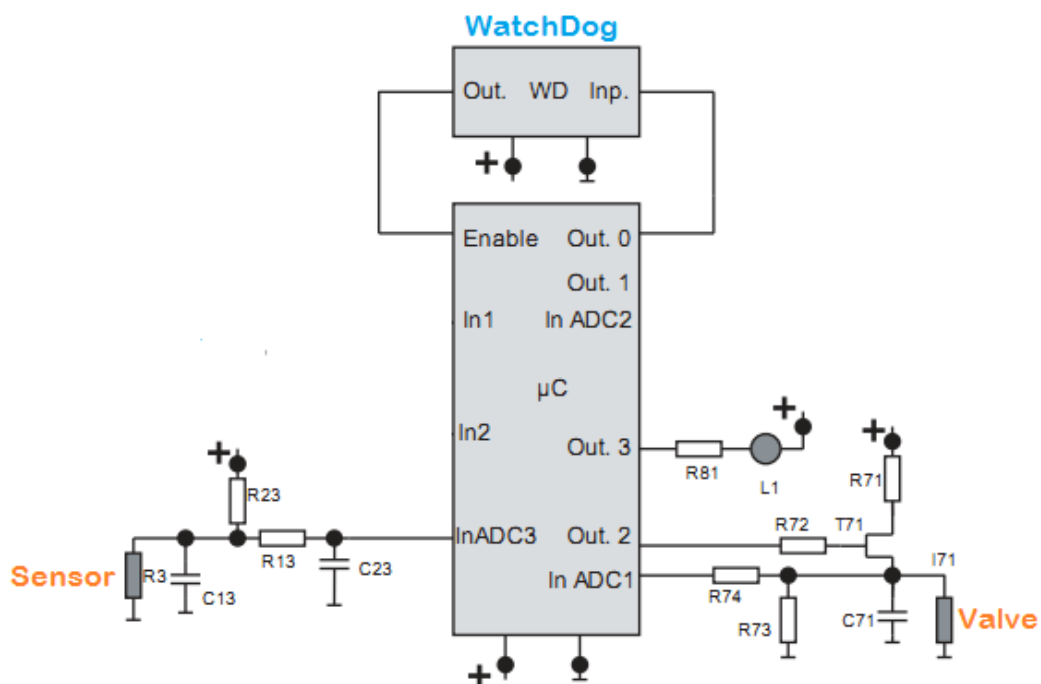 WatchDog
Out. WD Inp.
+
Enable Out. 0
Out. 1
In1 In ADC2
µC
+
In2 Out. 3
R81
L1
+
R71
+
R23
R72 T71
InADC3 Out. 2
R13
C23
I71
In ADC1
Sensor R3
C13
R74
R73
C71
Valve
+